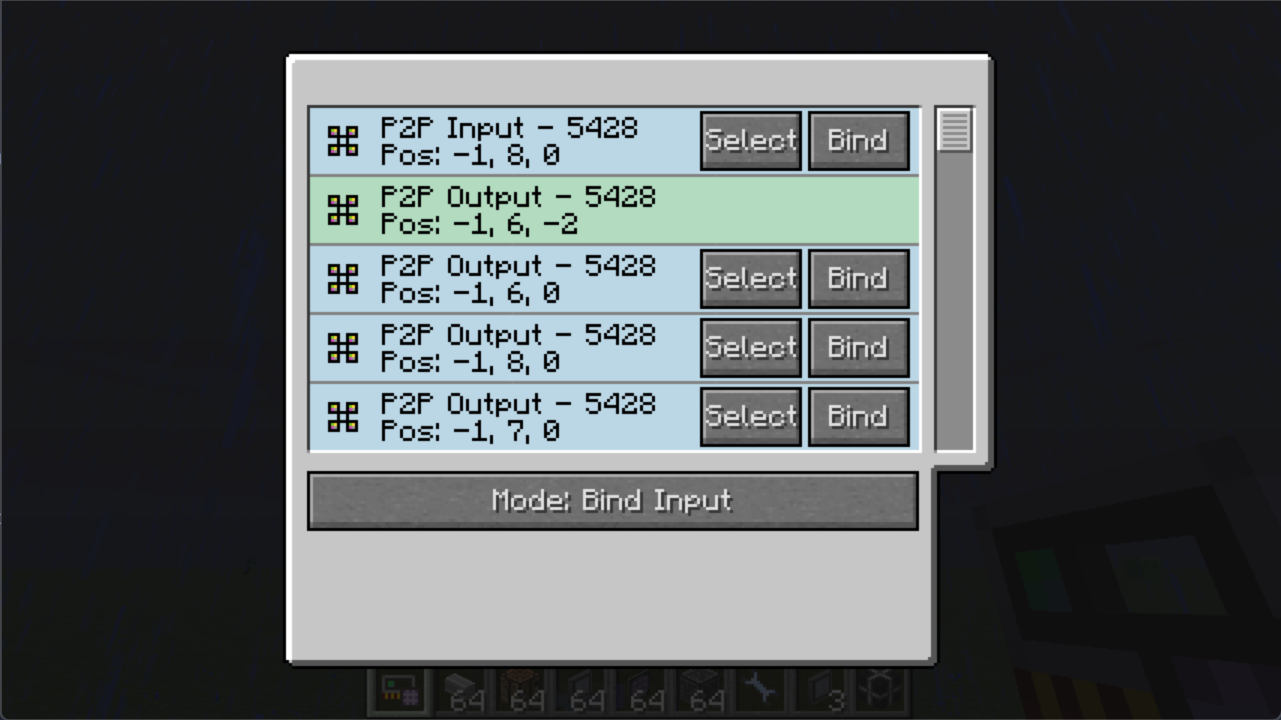 P2P Input - 5428
Pos: -1, 8, 0
Select
Bind
P2P Output - 5428
Pos: -1, 6, -2
P2P Output - 5428
Pos: -1, 6, 0
Select
Bind
P2P Output - 5428
Pos: -1, 8, 0
Select
Bind
P2P Output - 5428
Pos: -1, 7, 0
Select
Bind
Mode: Bind Input
64
64
64
64
64
3